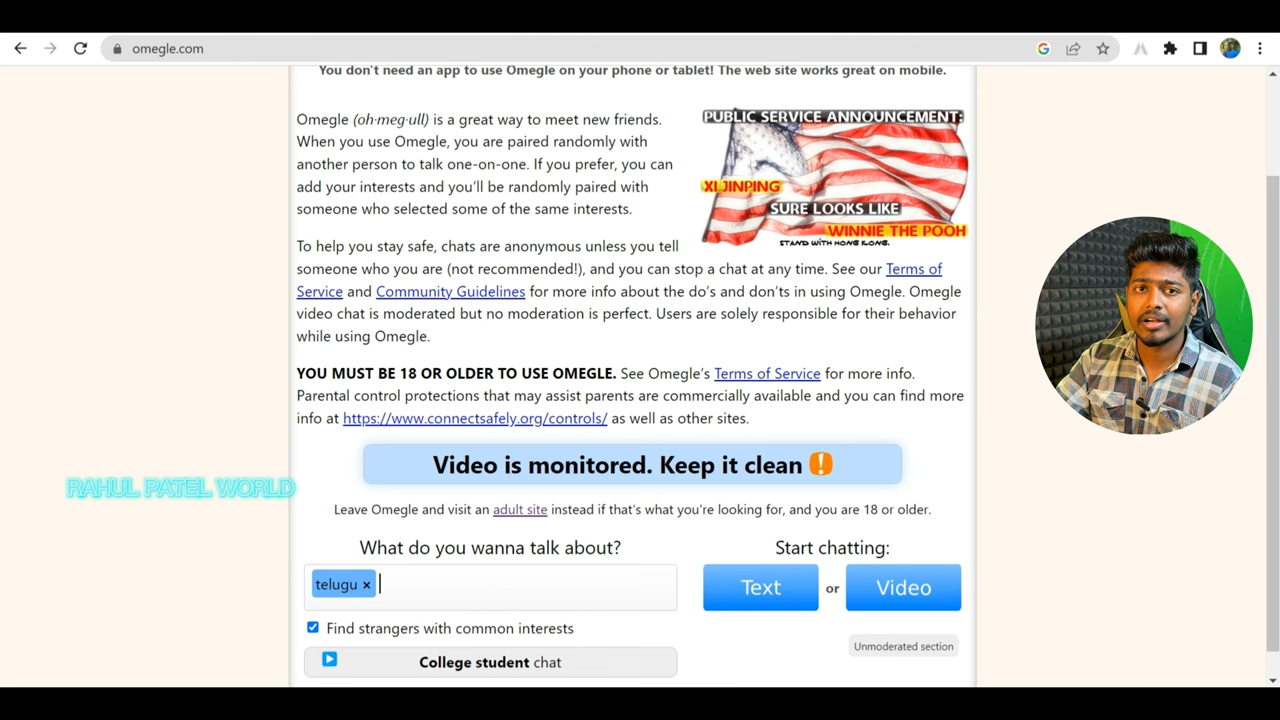 omegle.com
You don't need an app to use Omegle on your phone or tablet! The web site works great on mobile.
Omegle (oh·meg·ull) is a great way to meet new friends.
When you use Omegle, you are paired randomly with
another person to talk one-on-one. If you prefer, you can
add your interests and you'll be randomly paired with
someone who selected some of the same interests.
PUBLIC SERVICE ANNOUNCEMENT:
XI JINPING
SURE LOOKS LIKE
WINNIE THE POOH
STAND WITH HONG KONG.
To help you stay safe, chats are anonymous unless you tell
someone who you are (not recommended!), and you can stop a chat at any time. See our Terms of
Service and Community Guidelines for more info about the do's and don'ts in using Omegle. Omegle
video chat is moderated but no moderation is perfect. Users are solely responsible for their behavior
while using Omegle.
YOU MUST BE 18 OR OLDER TO USE OMEGLE. See Omegle's Terms of Service for more info.
Parental control protections that may assist parents are commercially available and you can find more
info at https://www.connectsafely.org/controls/ as well as other sites.
Video is monitored. Keep it clean !
RAHUL PATEL WORLD
Leave Omegle and visit an adult site instead if that's what you're looking for, and you are 18 or older.
What do you wanna talk about?
Start chatting:
telugu ×
Text or Video
Find strangers with common interests
Unmoderated section
College student chat